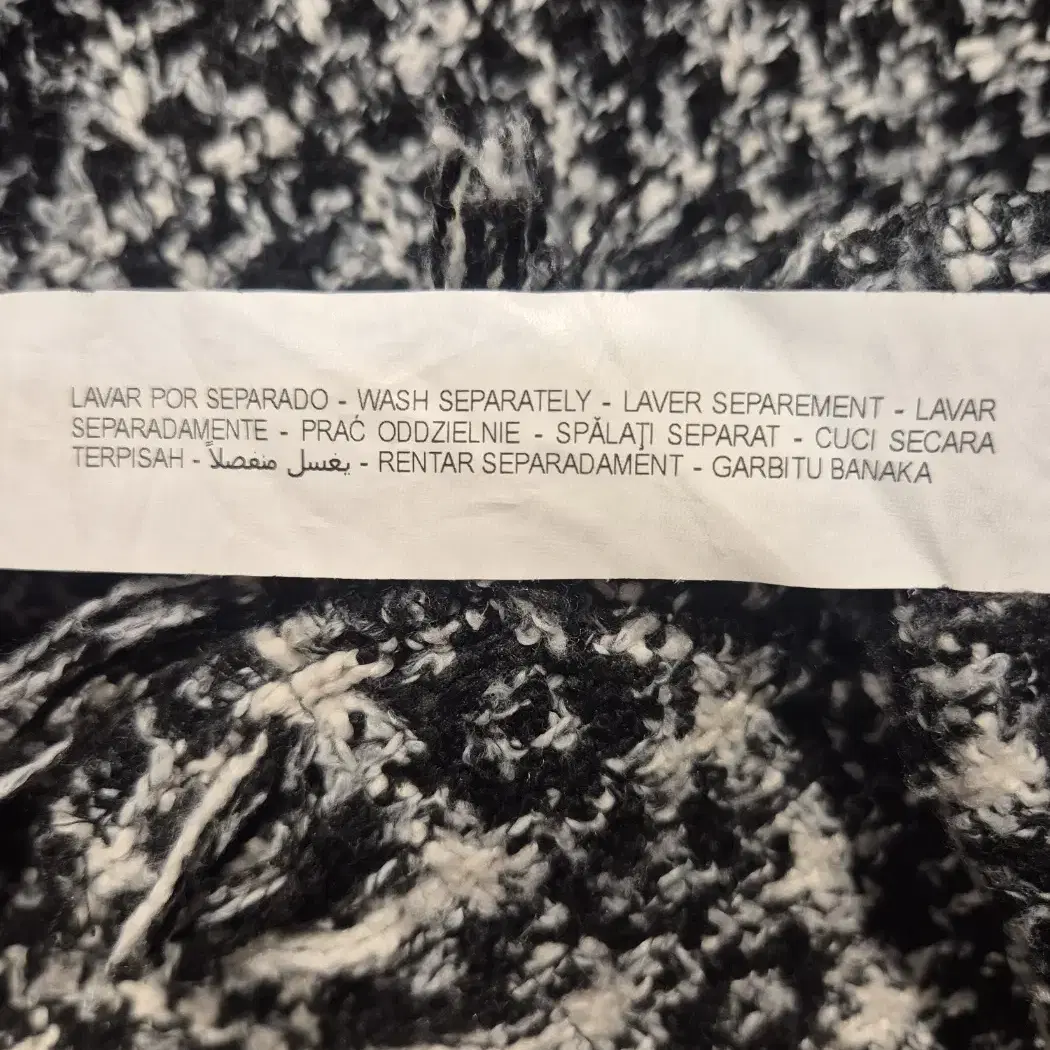 LAVAR POR SEPARADO - WASH SEPARATELY - LAVER SEPAREMENT - LAVAR
SEPARADAMENTE - PRAĆ ODDZIELNIE - SPĂLAŢI SEPARAT - CUCI SECARA
TERPISAH - يغسل منفصلاً - RENTAR SEPARADAMENT - GARBITU BANAKA